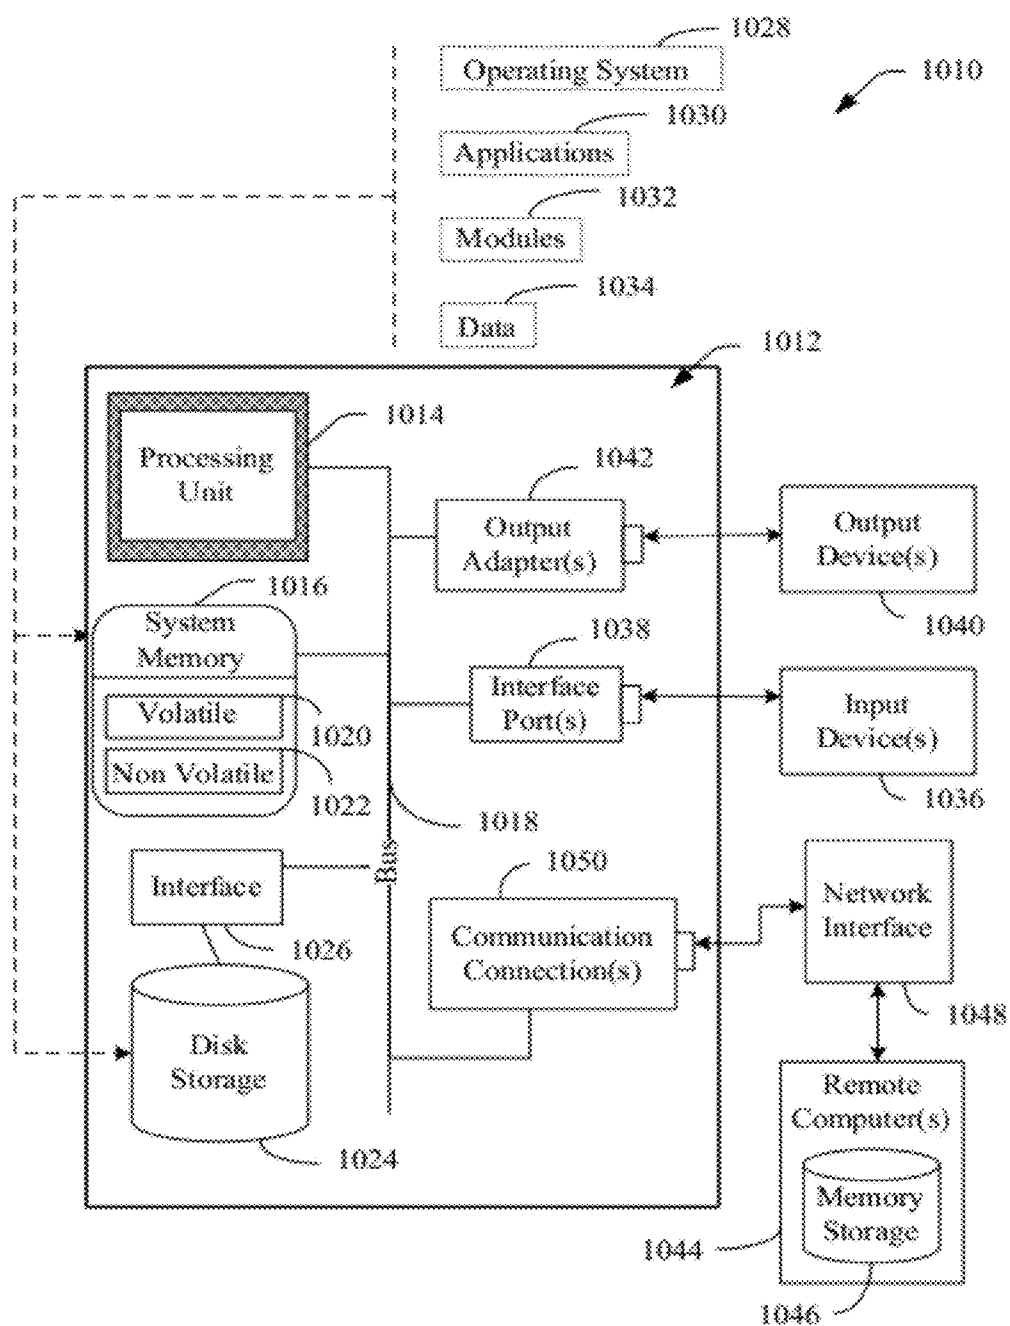 1028
Operating System
1010
1030
Applications
1032
Modules
1034
Data
1012
1014
Processing
Unit
1042
Output
Adapter(s)
Output
Device(s)
1040
1016
System
Memory
Volatile
1020
Non Volatile
1022
1038
Interface
Port(s)
Input
Device(s)
1036
1018
Bus
Interface
1026
1050
Communication
Connection(s)
Network
Interface
1048
Disk
Storage
1024
Remote
Computer(s)
Memory
Storage
1044
1046